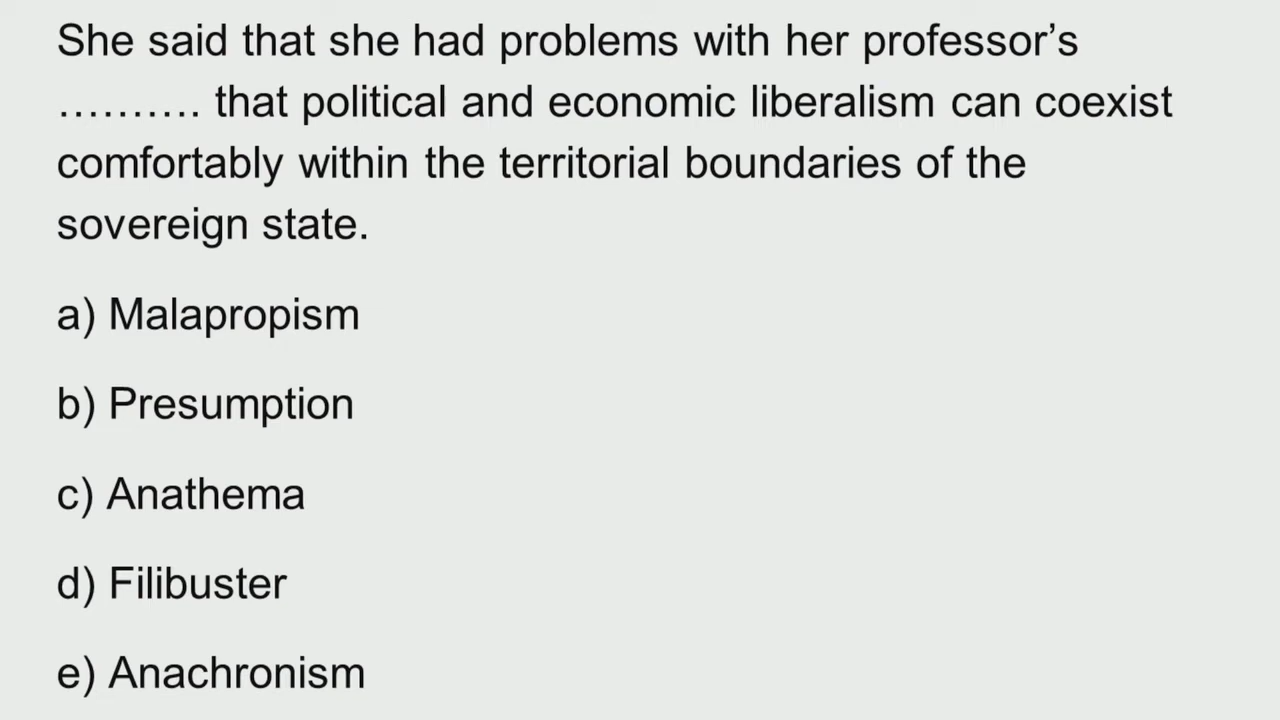 She said that she had problems with her professor’s
………. that political and economic liberalism can coexist
comfortably within the territorial boundaries of the
sovereign state.
a) Malapropism
b) Presumption
c) Anathema
d) Filibuster
e) Anachronism